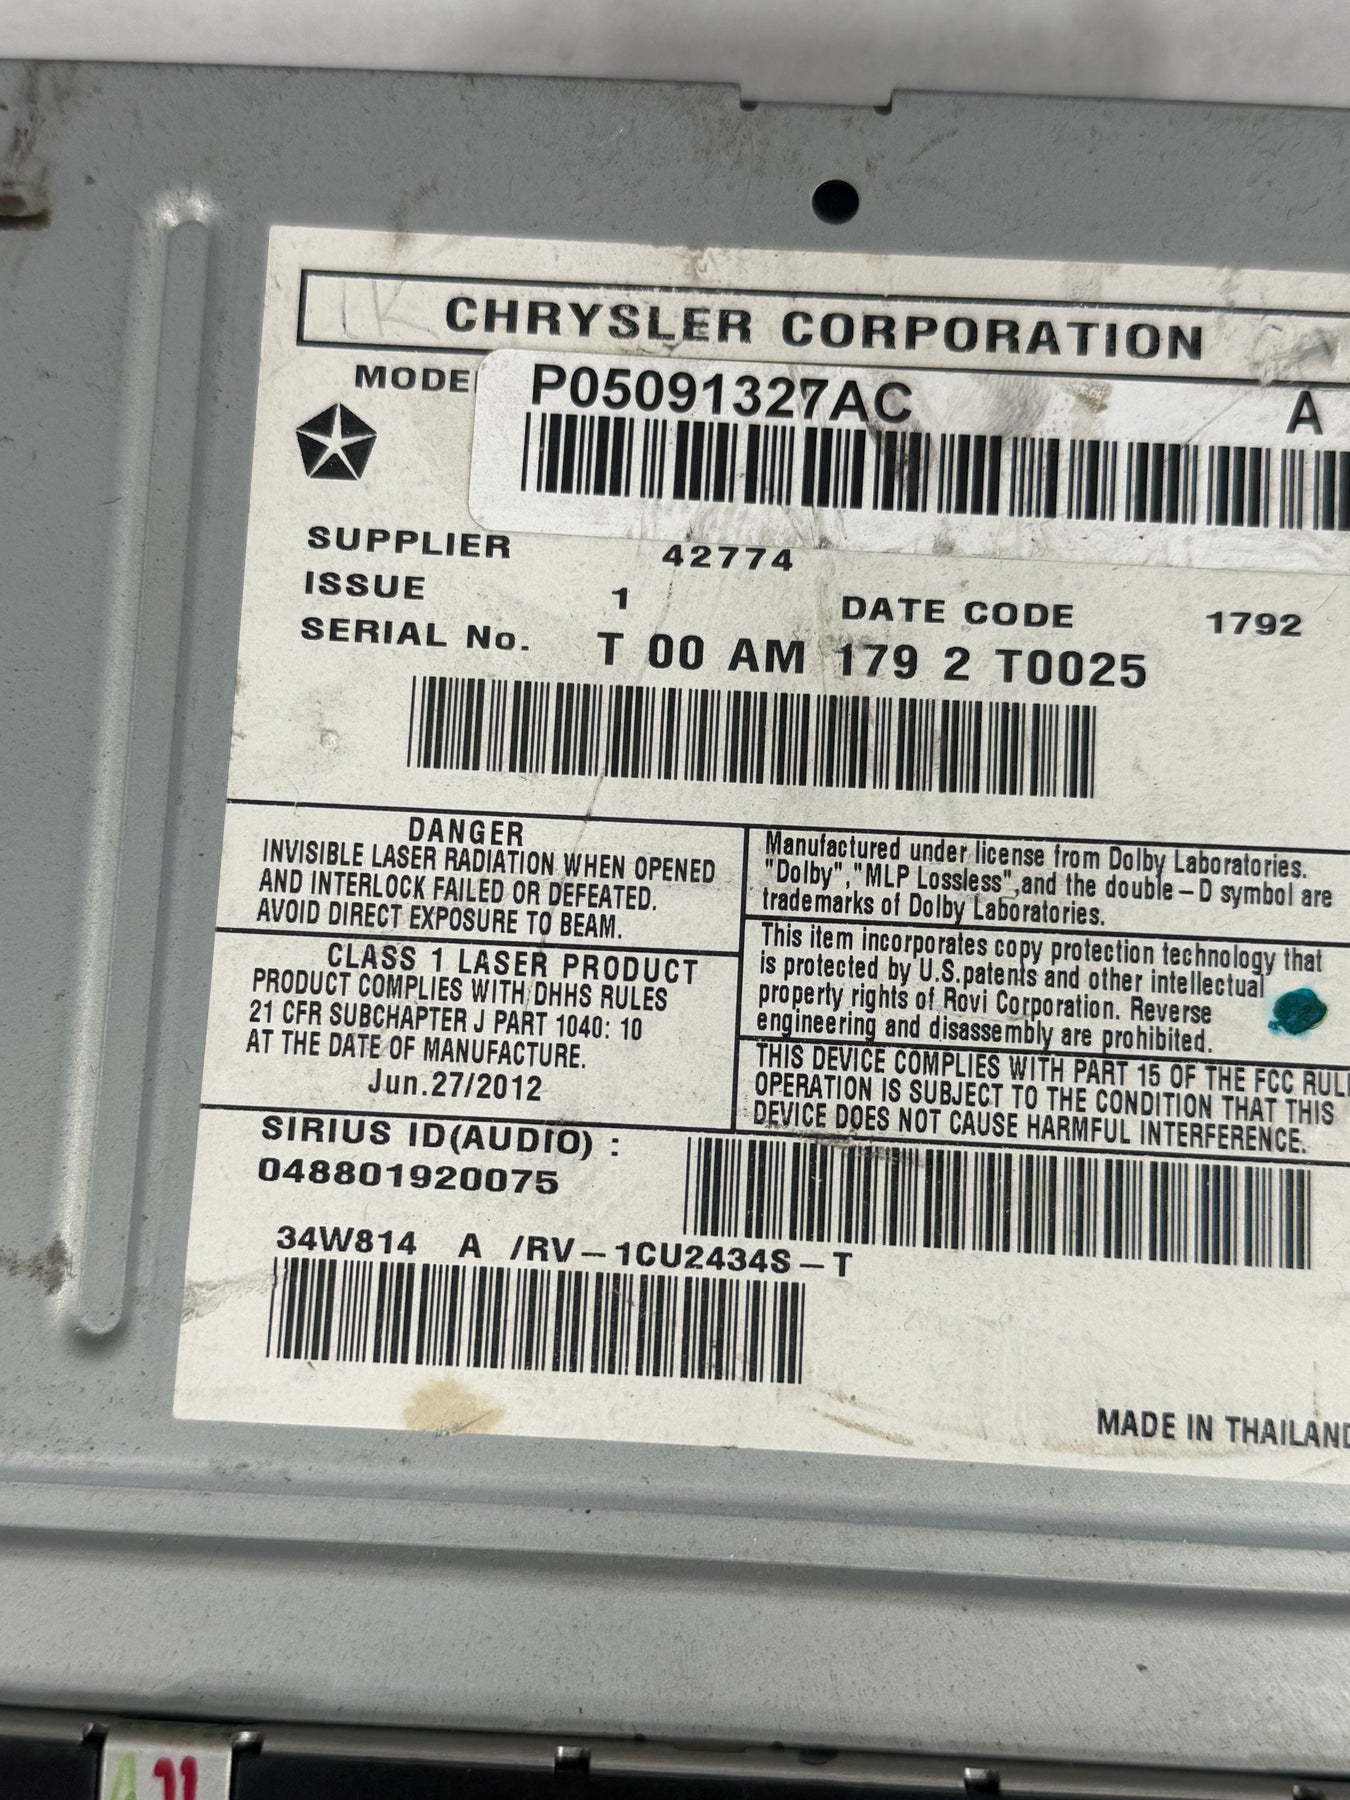 CHRYSLER CORPORATION
MODE
P05091327AC A
SUPPLIER 42774
ISSUE 1 DATE CODE 1792
SERIAL No. T 00 AM 179 2 T0025
DANGER
INVISIBLE LASER RADIATION WHEN OPENED
AND INTERLOCK FAILED OR DEFEATED.
AVOID DIRECT EXPOSURE TO BEAM.
CLASS 1 LASER PRODUCT
PRODUCT COMPLIES WITH DHHS RULES
21 CFR SUBCHAPTER J PART 1040: 10
AT THE DATE OF MANUFACTURE.
Jun.27/2012
Manufactured under license from Dolby Laboratories.
"Dolby","MLP Lossless",and the double-D symbol are
trademarks of Dolby Laboratories.
This item incorporates copy protection technology that
is protected by U.S.patents and other intellectual
property rights of Rovi Corporation. Reverse
engineering and disassembly are prohibited.
THIS DEVICE COMPLIES WITH PART 15 OF THE FCC RUL
OPERATION IS SUBJECT TO THE CONDITION THAT THIS
DEVICE DOES NOT CAUSE HARMFUL INTERFERENCE.
SIRIUS ID(AUDIO) :
048801920075
34W814 A /RV-1CU2434S-T
MADE IN THAILAND